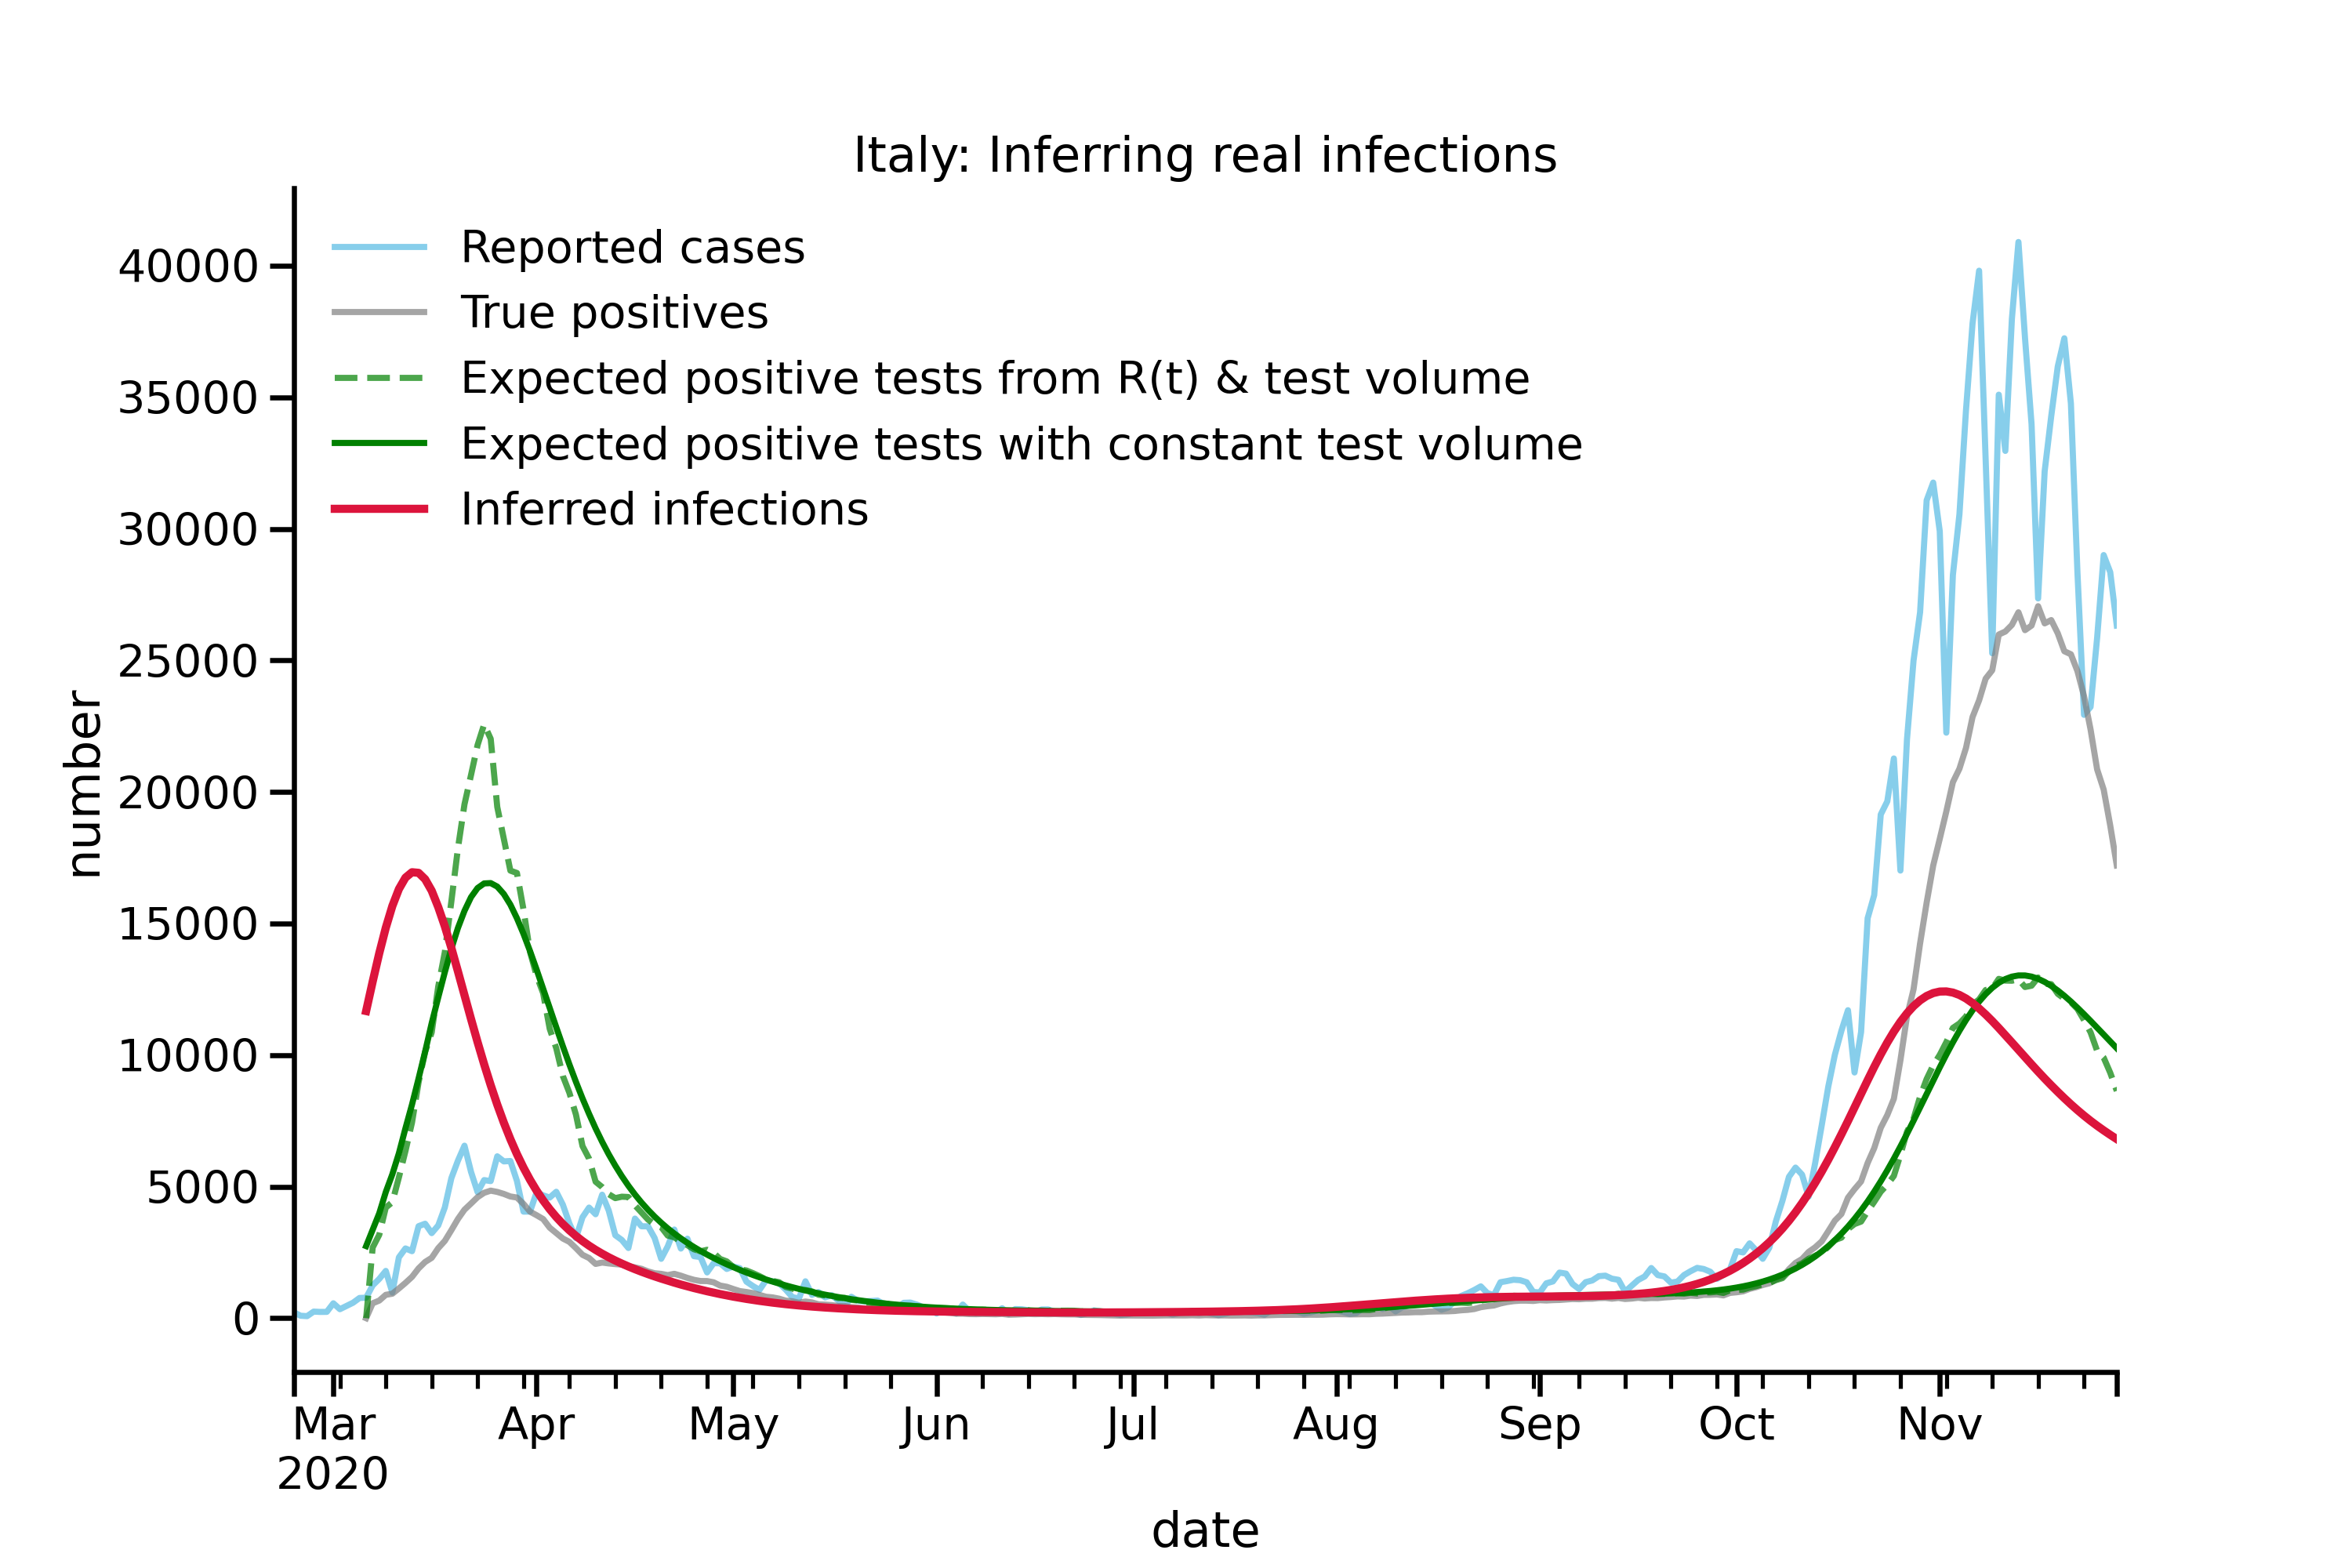 Italy: Inferring real infections
Reported cases
True positives
Expected positive tests from R(t) & test volume
Expected positive tests with constant test volume
Inferred infections
number
40000
35000
30000
25000
20000
15000
10000
5000
0
Mar Apr May Jun Jul Aug Sep Oct Nov
2020
date